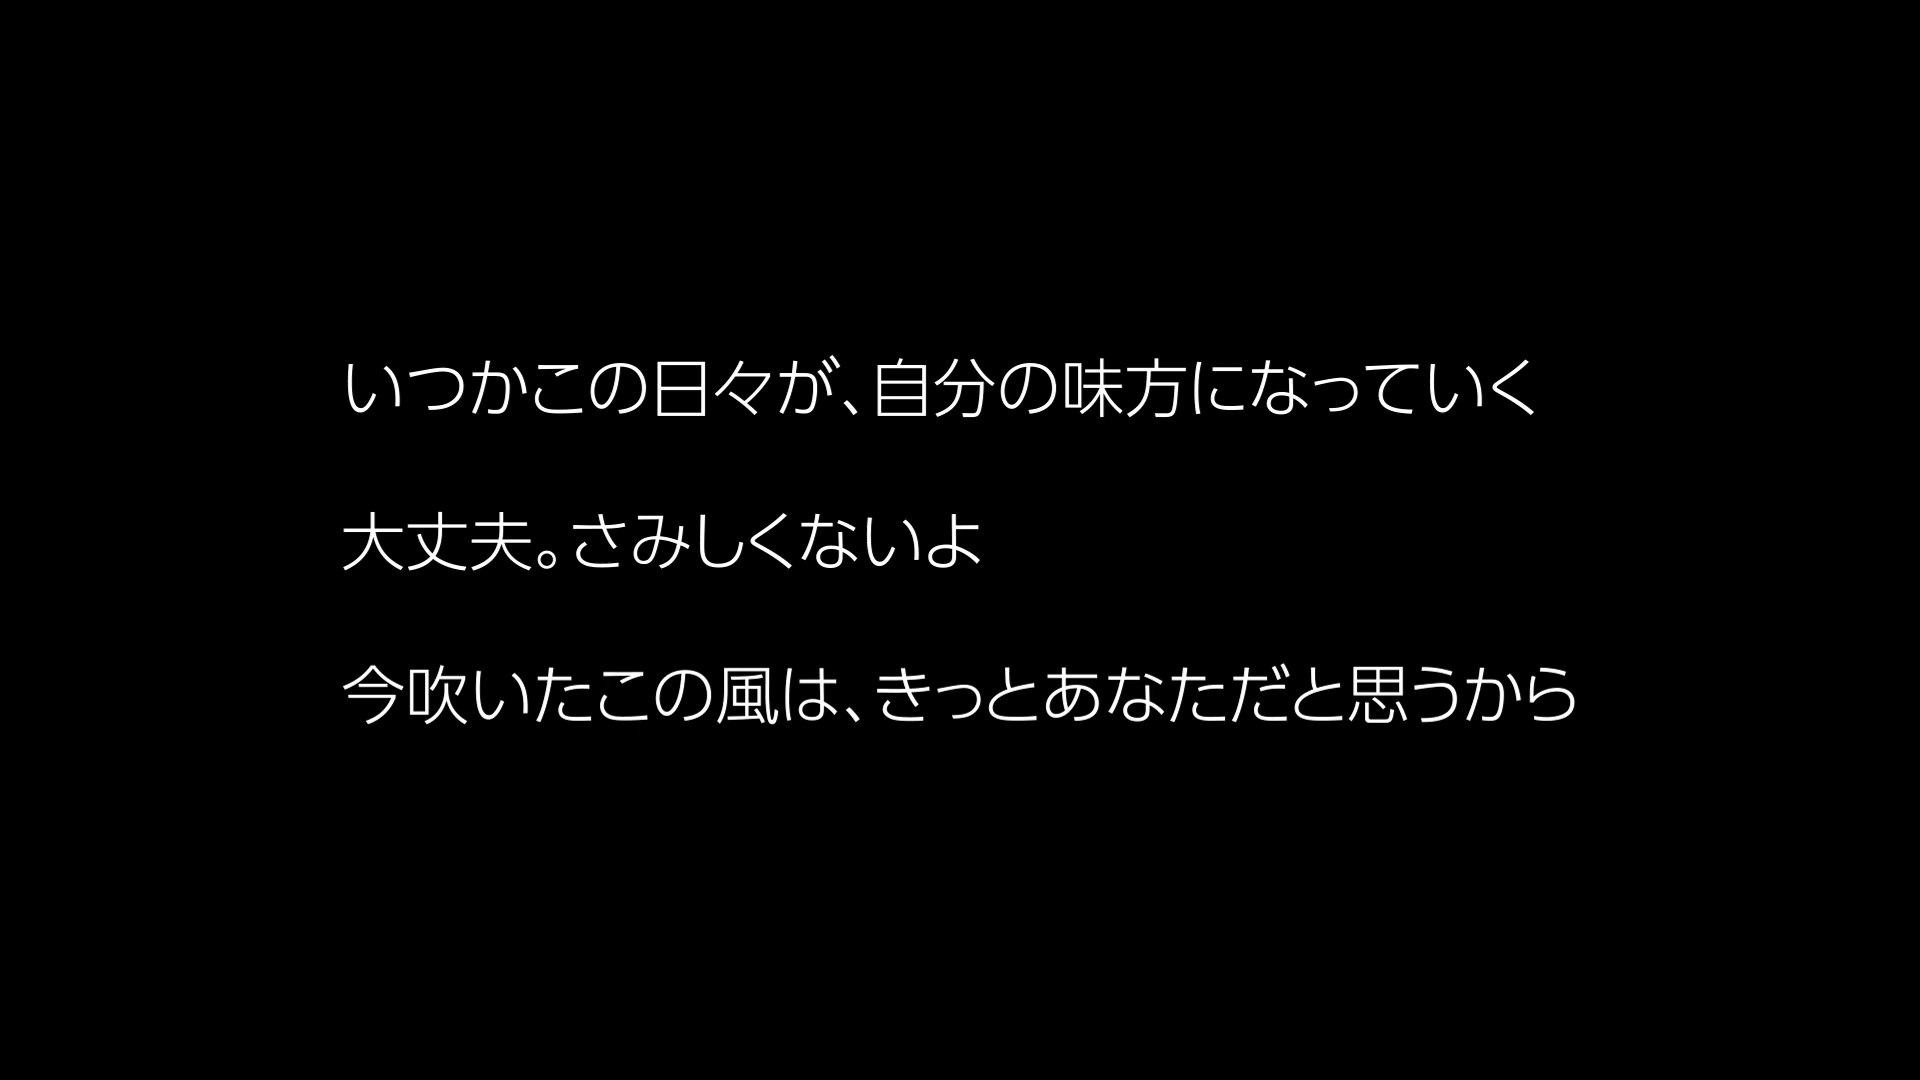 いつかこの日々が、自分の味方になっていく
大丈夫。さみしくないよ
今吹いたこの風は、きっとあなただと思うから